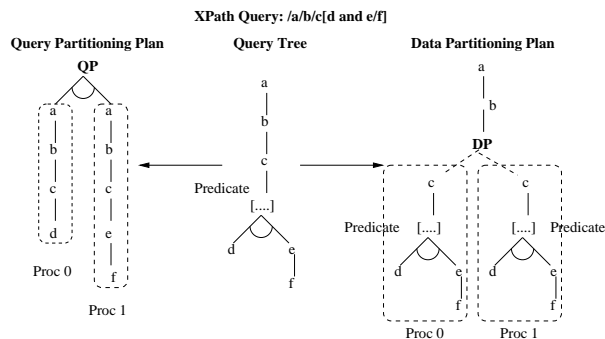 XPath Query: /a/b/c[d and e/f]
Query Partitioning Plan
QP
a
a
b
b
c
c
d
e
f
Proc 0
Proc 1
Query Tree
a
b
c
Predicate
[....]
d
e
f
Data Partitioning Plan
a
b
DP
c
c
Predicate
[....]
[....]
Predicate
d
e
d
e
f
f
Proc 0
Proc 1